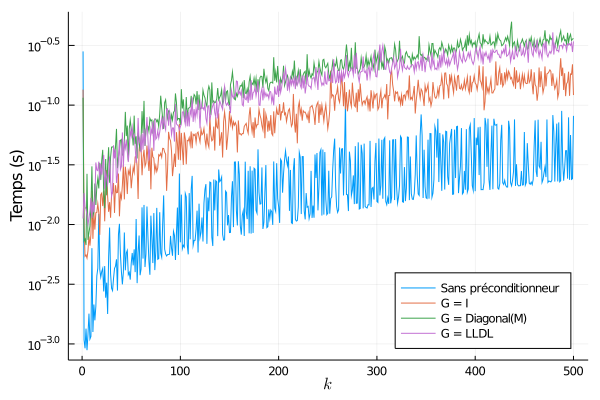 10^-0.5
10^-1.0
10^-1.5
10^-2.0
10^-2.5
10^-3.0
Temps (s)
0 100 200 300 400 500
k
Sans préconditionneur
G = I
G = Diagonal(M)
G = LLDL